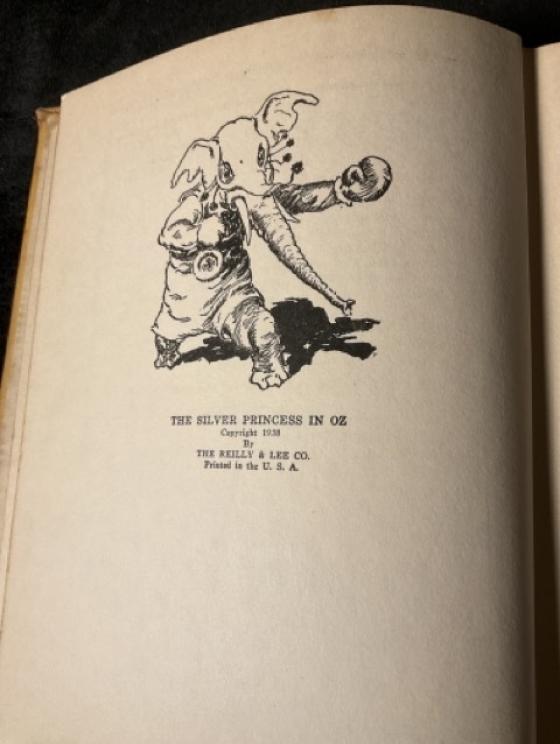 THE SILVER PRINCESS IN OZ
Copyright 1938
By
THE REILLY & LEE CO.
Printed in the U. S. A.